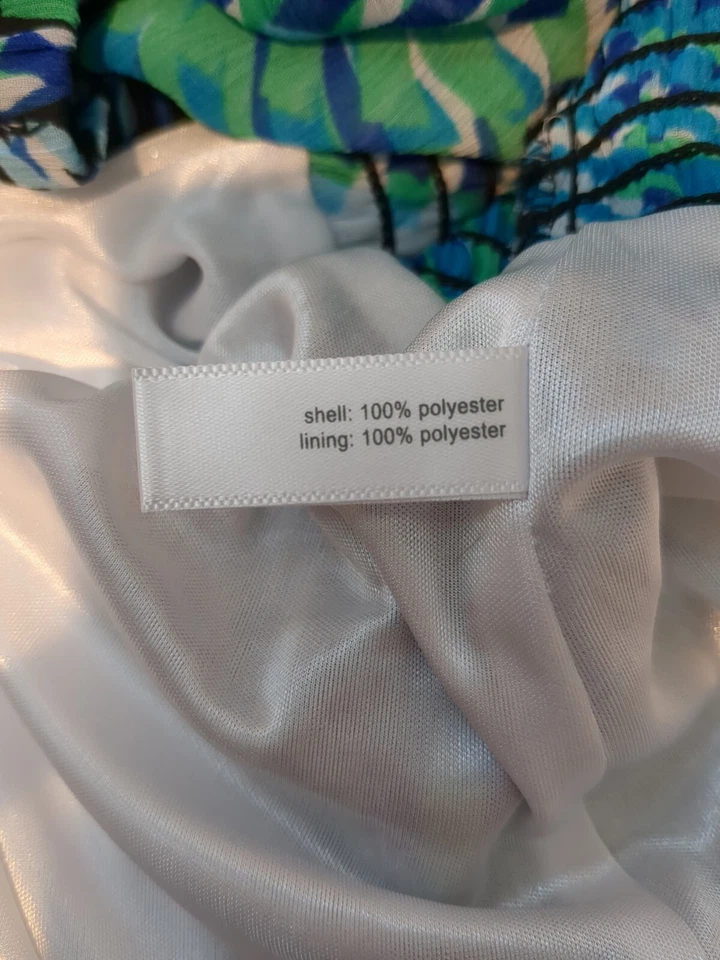 shell: 100% polyester
lining: 100% polyester